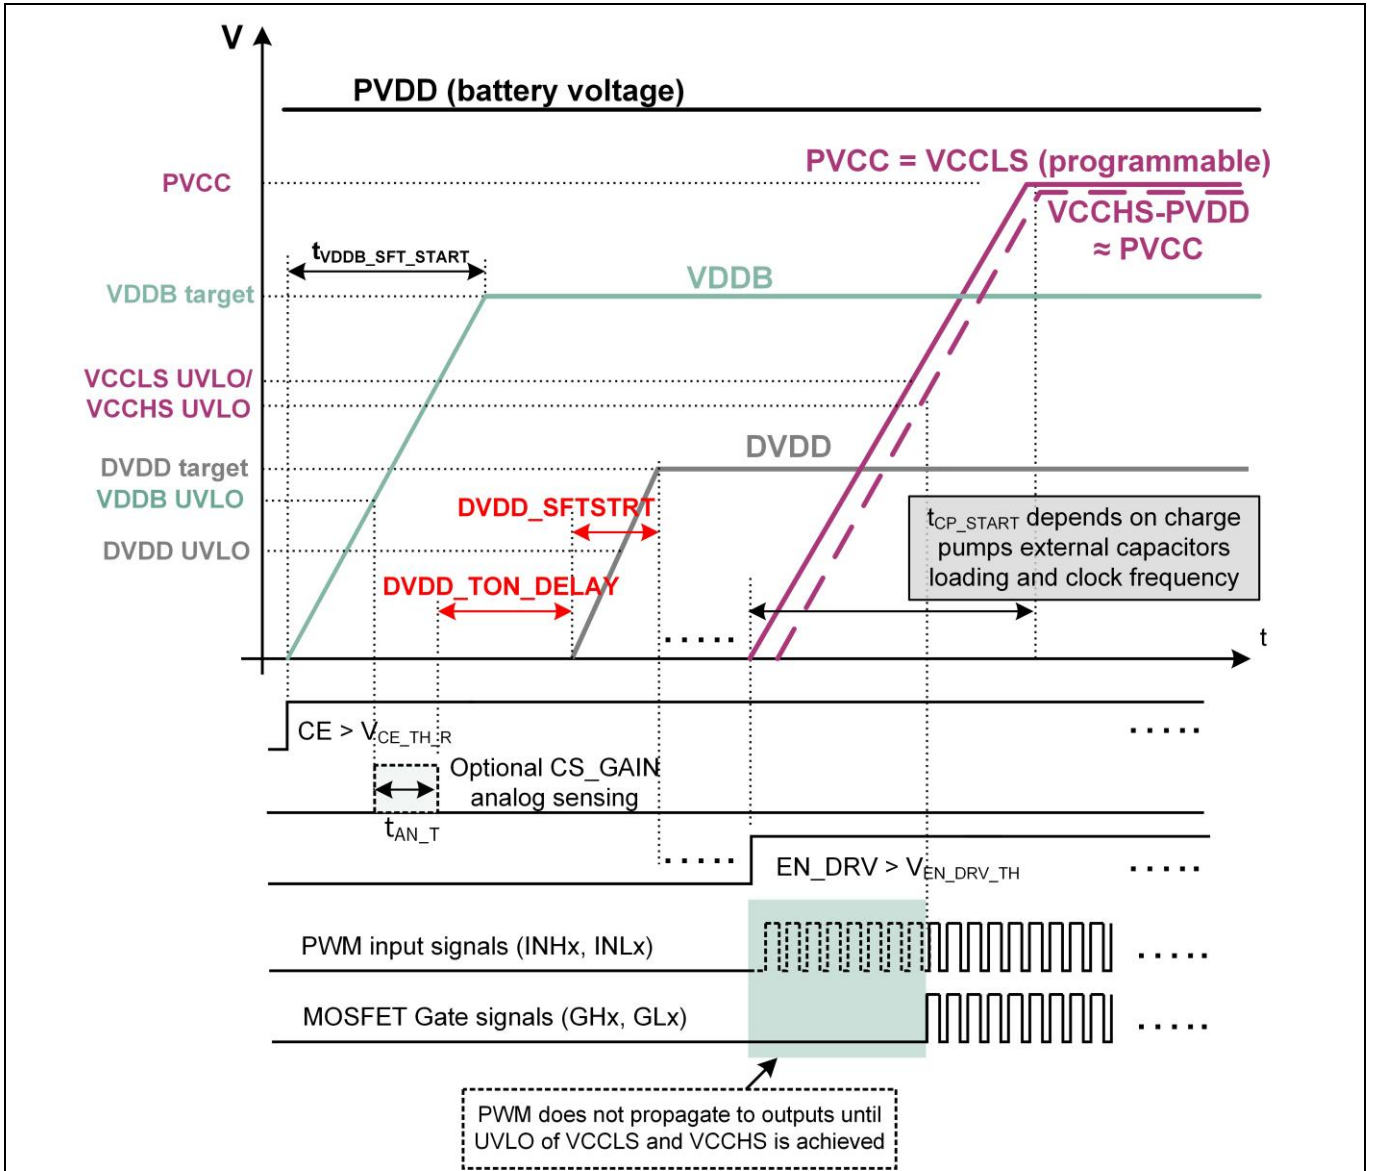 V
PVDD (battery voltage)
PVCC = VCCLS (programmable)
PVCC
VCCHS-PVDD
≈ PVCC
tVDDB_SFT_START
VDDB
VDDB target
VCCLS UVLO/
VCCHS UVLO
DVDD
DVDD target
VDDB UVLO
DVDD_SFTSTRT
DVDD UVLO
tCP_START depends on charge
pumps external capacitors
loading and clock frequency
DVDD_TON_DELAY
.....
t
CE > VCE_TH_R
.....
Optional CS_GAIN
analog sensing
tAN_T
.....
EN_DRV > VEN_DRV_TH
.....
PWM input signals (INHx, INLx)
.....
MOSFET Gate signals (GHx, GLx)
.....
PWM does not propagate to outputs until
UVLO of VCCLS and VCCHS is achieved